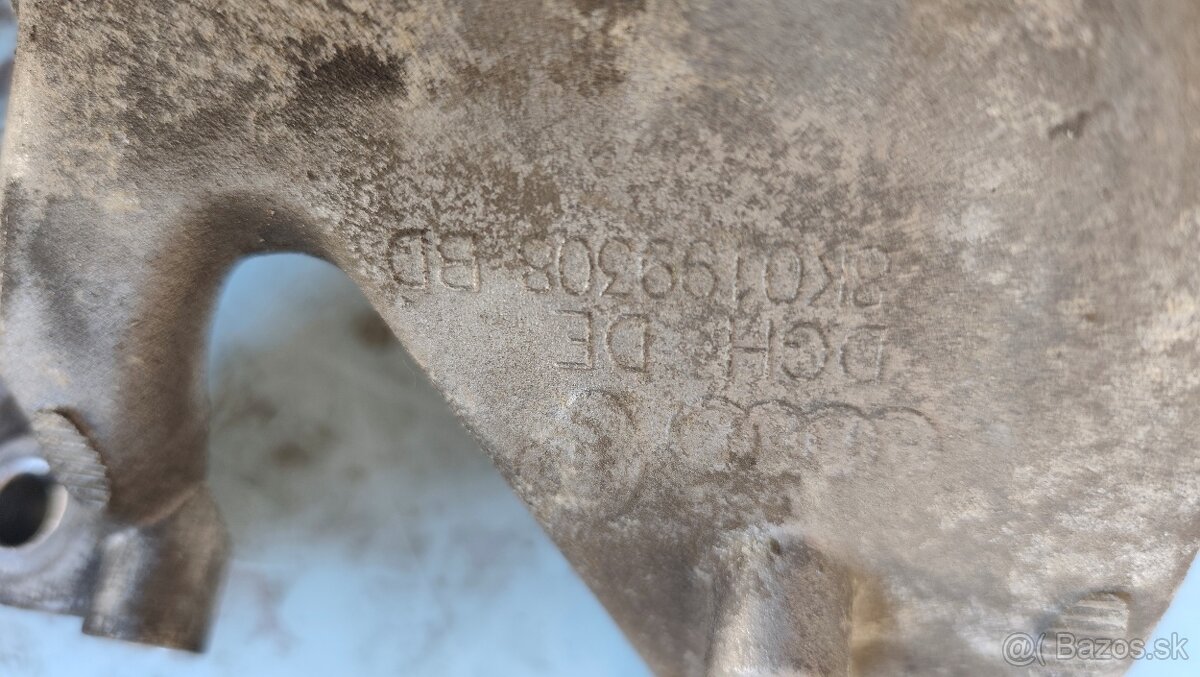 8K0199308 BD
DGH DE
Bazos.sk